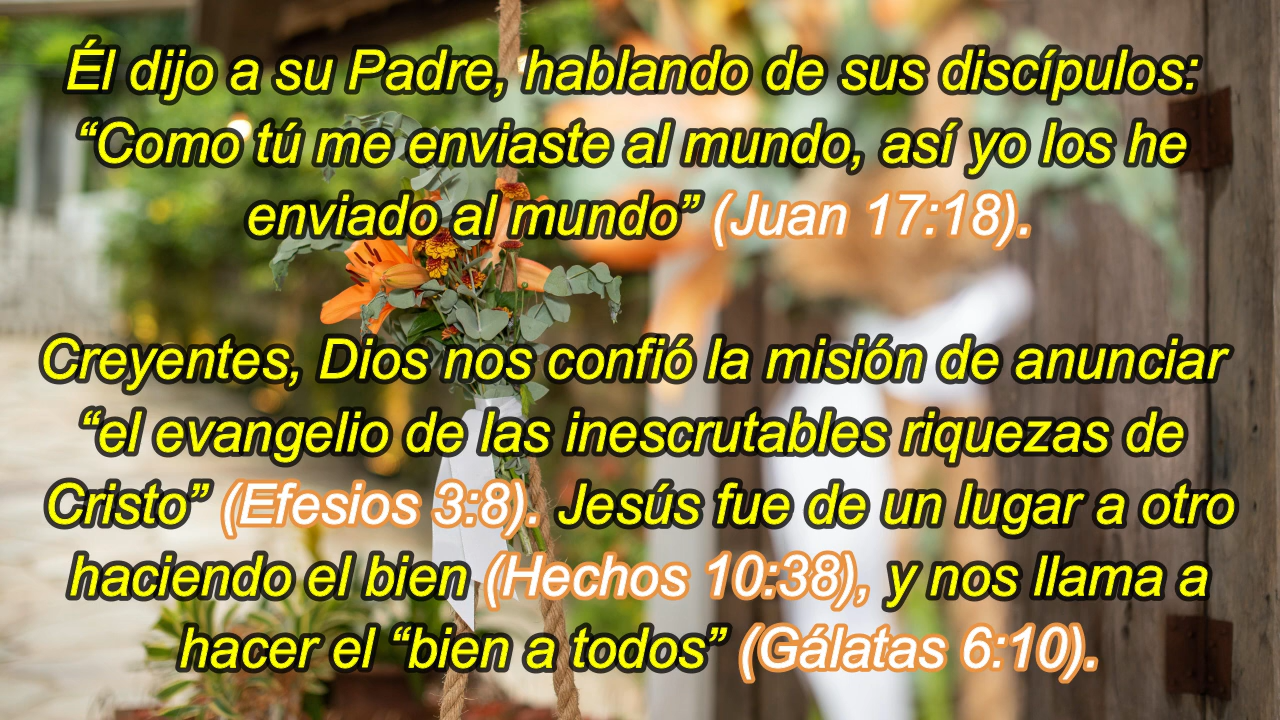 Él dijo a su Padre, hablando de sus discípulos:
“Como tú me enviaste al mundo, así yo los he
enviado al mundo” (Juan 17:18).
Creyentes, Dios nos confió la misión de anunciar
“el evangelio de las inescrutables riquezas de
Cristo” (Efesios 3:8). Jesús fue de un lugar a otro
haciendo el bien (Hechos 10:38), y nos llama a
hacer el “bien a todos” (Gálatas 6:10).